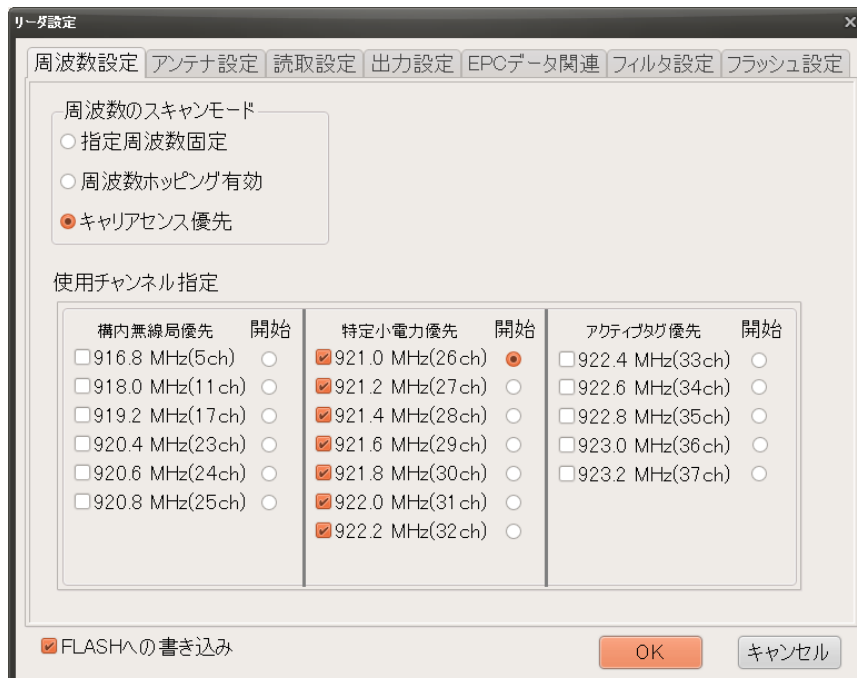 リーダ設定
周波数設定 アンテナ設定 読取設定 出力設定 EPCデータ関連 フィルタ設定 フラッシュ設定
周波数のスキャンモード
指定周波数固定
周波数ホッピング有効
キャリアセンス優先
使用チャンネル指定
構内無線局優先 開始
916.8 MHz(5ch)
918.0 MHz(11ch)
919.2 MHz(17ch)
920.4 MHz(23ch)
920.6 MHz(24ch)
920.8 MHz(25ch)
特定小電力優先 開始
921.0 MHz(26ch)
921.2 MHz(27ch)
921.4 MHz(28ch)
921.6 MHz(29ch)
921.8 MHz(30ch)
922.0 MHz(31ch)
922.2 MHz(32ch)
アクティブタグ優先 開始
922.4 MHz(33ch)
922.6 MHz(34ch)
922.8 MHz(35ch)
923.0 MHz(36ch)
923.2 MHz(37ch)
FLASHへの書き込み
OK キャンセル